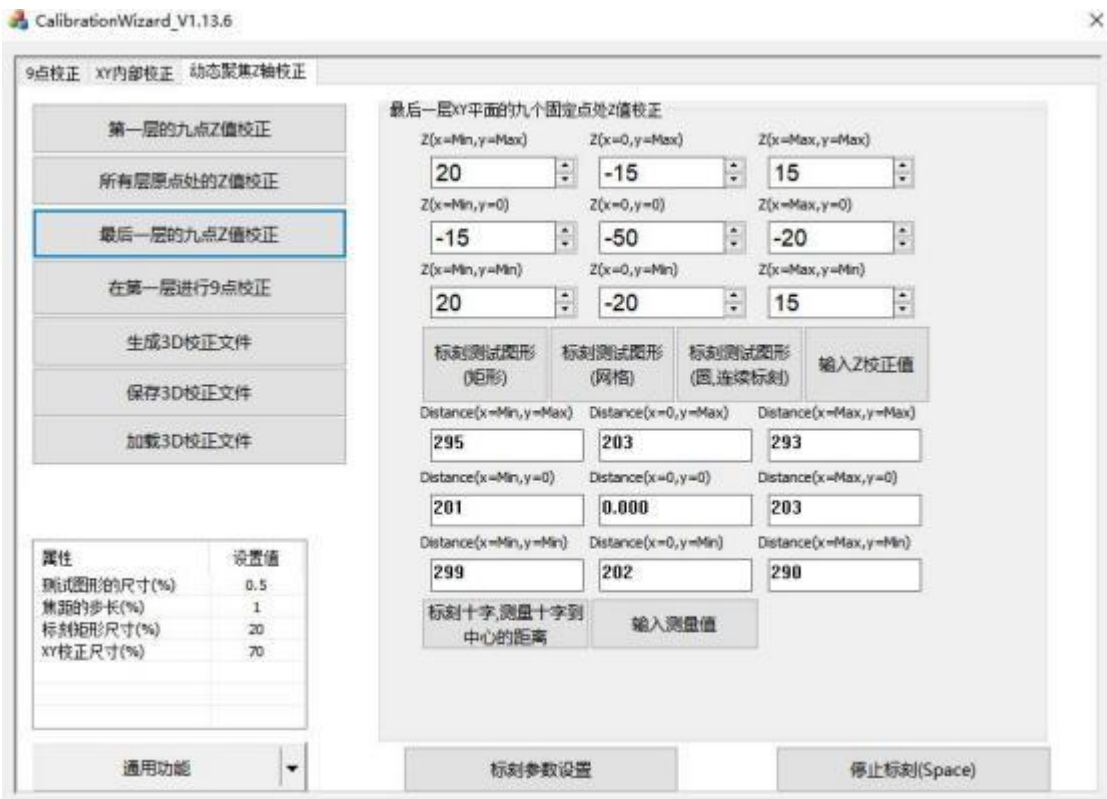 CalibrationWizard_V1.13.6
9点校正 XY内部校正 动态聚焦Z轴校正
第一层的九点Z值校正
所有层原点处的Z值校正
最后一层的九点Z值校正
在第一层进行9点校正
生成3D校正文件
保存3D校正文件
加载3D校正文件
属性 设置值
测试图形的尺寸(%) 0.5
焦距的步长(%) 1
标刻矩形尺寸(%) 20
XY校正尺寸(%) 70
通用功能
最后一层XY平面的九个固定点处Z值校正
Z(x=Min,y=Max) Z(x=0,y=Max) Z(x=Max,y=Max)
20 -15 15
Z(x=Min,y=0) Z(x=0,y=0) Z(x=Max,y=0)
-15 -50 -20
Z(x=Min,y=Min) Z(x=0,y=Min) Z(x=Max,y=Min)
20 -20 15
标刻测试图形
(矩形)
标刻测试图形
(网格)
标刻测试图形
(圆,连续标刻)
输入Z校正值
Distance(x=Min,y=Max) Distance(x=0,y=Max) Distance(x=Max,y=Max)
295 203 293
Distance(x=Min,y=0) Distance(x=0,y=0) Distance(x=Max,y=0)
201 0.000 203
Distance(x=Min,y=Min) Distance(x=0,y=Min) Distance(x=Max,y=Min)
299 202 290
标刻十字,测量十字到
中心的距离
输入测量值
标刻参数设置 停止标刻(Space)